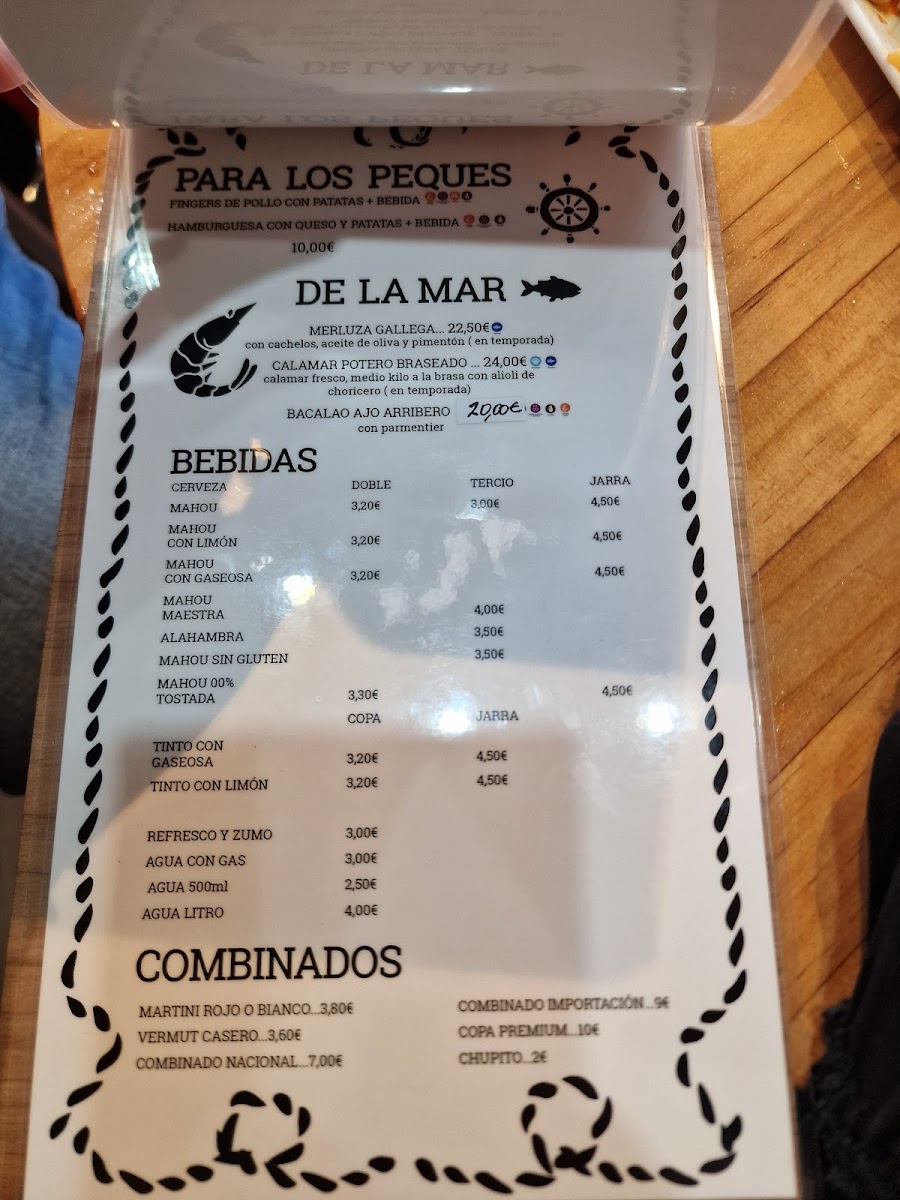 DE LA MAR
PARA LOS PEQUES
PARA LOS PEQUES
FINGERS DE POLLO CON PATATAS + BEBIDA
HAMBURGUESA CON QUESO Y PATATAS + BEBIDA
10,00€
DE LA MAR
MERLUZA GALLEGA... 22,50€
con cachelos, aceite de oliva y pimentón ( en temporada)
CALAMAR POTERO BRASEADO ... 24,00€
calamar fresco, medio kilo a la brasa con alioli de
choricero ( en temporada)
BACALAO AJO ARRIBERO 20,00€
con parmentier
BEBIDAS
CERVEZA DOBLE TERCIO JARRA
MAHOU 3,20€ 3,00€ 4,50€
MAHOU
CON LIMÓN 3,20€ 4,50€
MAHOU
CON GASEOSA 3,20€ 4,50€
MAHOU
MAESTRA 4,00€
ALAHAMBRA 3,50€
MAHOU SIN GLUTEN 3,50€
MAHOU 00%
TOSTADA 3,30€ 4,50€
COPA JARRA
TINTO CON
GASEOSA 3,20€ 4,50€
TINTO CON LIMÓN 3,20€ 4,50€
REFRESCO Y ZUMO 3,00€
AGUA CON GAS 3,00€
AGUA 500ml 2,50€
AGUA LITRO 4,00€
COMBINADOS
MARTINI ROJO O BIANCO...3,80€
VERMUT CASERO...3,60€
COMBINADO NACIONAL...7,00€
COMBINADO IMPORTACIÓN...9€
COPA PREMIUM...10€
CHUPITO...2€